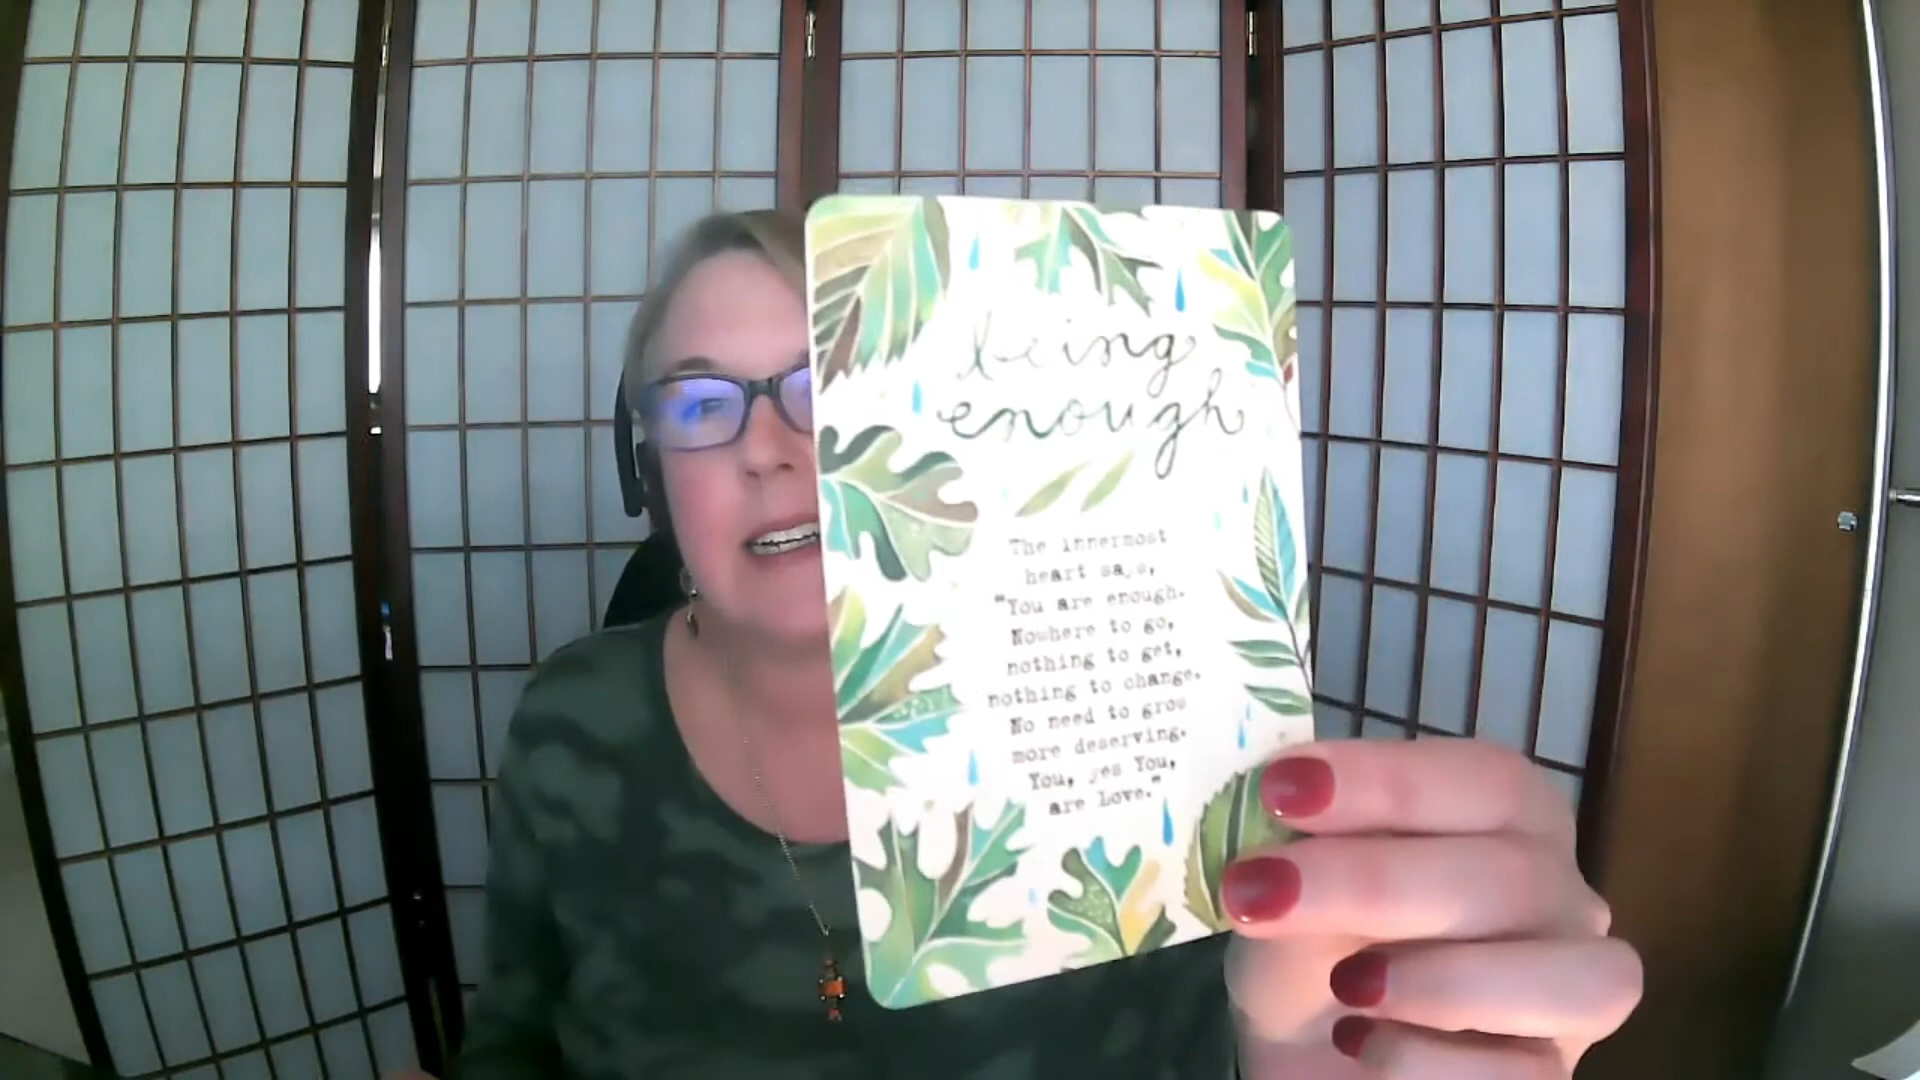 being
enough
The innermost
heart says,
"You are enough.
Nowhere to go,
nothing to get,
nothing to change.
No need to grow
more deserving.
You, yes You,
are Love."